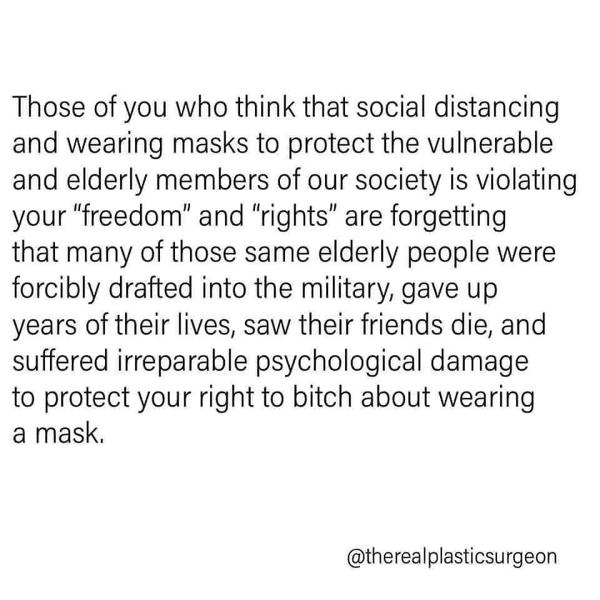 Those of you who think that social distancing
and wearing masks to protect the vulnerable
and elderly members of our society is violating
your "freedom" and "rights" are forgetting
that many of those same elderly people were
forcibly drafted into the military, gave up
years of their lives, saw their friends die, and
suffered irreparable psychological damage
to protect your right to bitch about wearing
a mask.
@therealplasticsurgeon